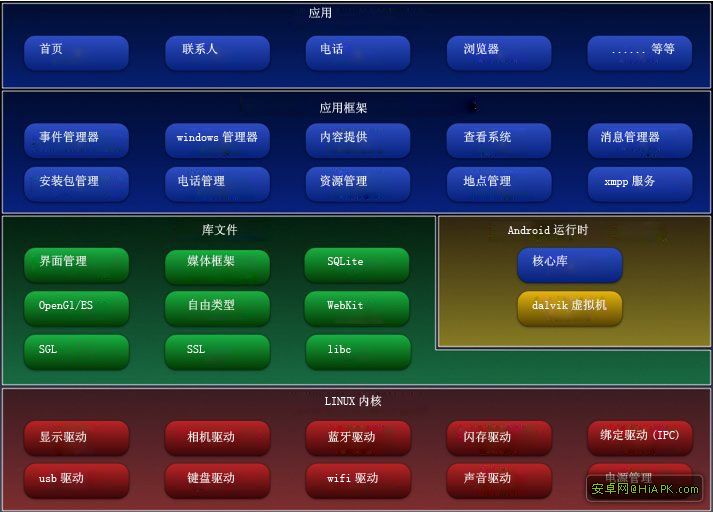 应用
首页 联系人 电话 浏览器 ...... 等等
应用框架
事件管理器 windows 管理器 内容提供 查看系统 消息管理器
安装包管理 电话管理 资源管理 地点管理 xmpp 服务
库文件 Android 运行时
界面管理 媒体框架 SQLite 核心库
OpenGl/ES 自由类型 WebKit dalvik 虚拟机
SGL SSL libc
LINUX 内核
显示驱动 相机驱动 蓝牙驱动 闪存驱动 绑定驱动 (IPC)
usb 驱动 键盘驱动 wifi 驱动 声音驱动 电源管理
安卓网@HiAPK.com